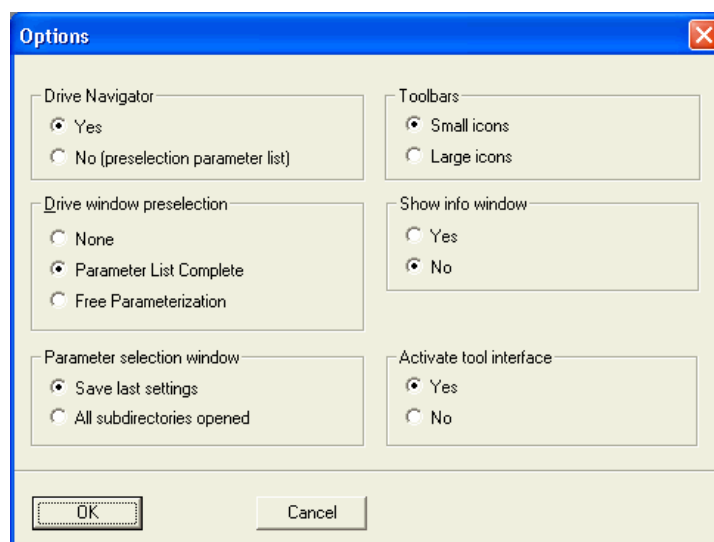 Options
Drive Navigator
Yes
No (preselection parameter list)
Toolbars
Small icons
Large icons
Drive window preselection
None
Parameter List Complete
Free Parameterization
Show info window
Yes
No
Parameter selection window
Save last settings
All subdirectories opened
Activate tool interface
Yes
No
OK
Cancel